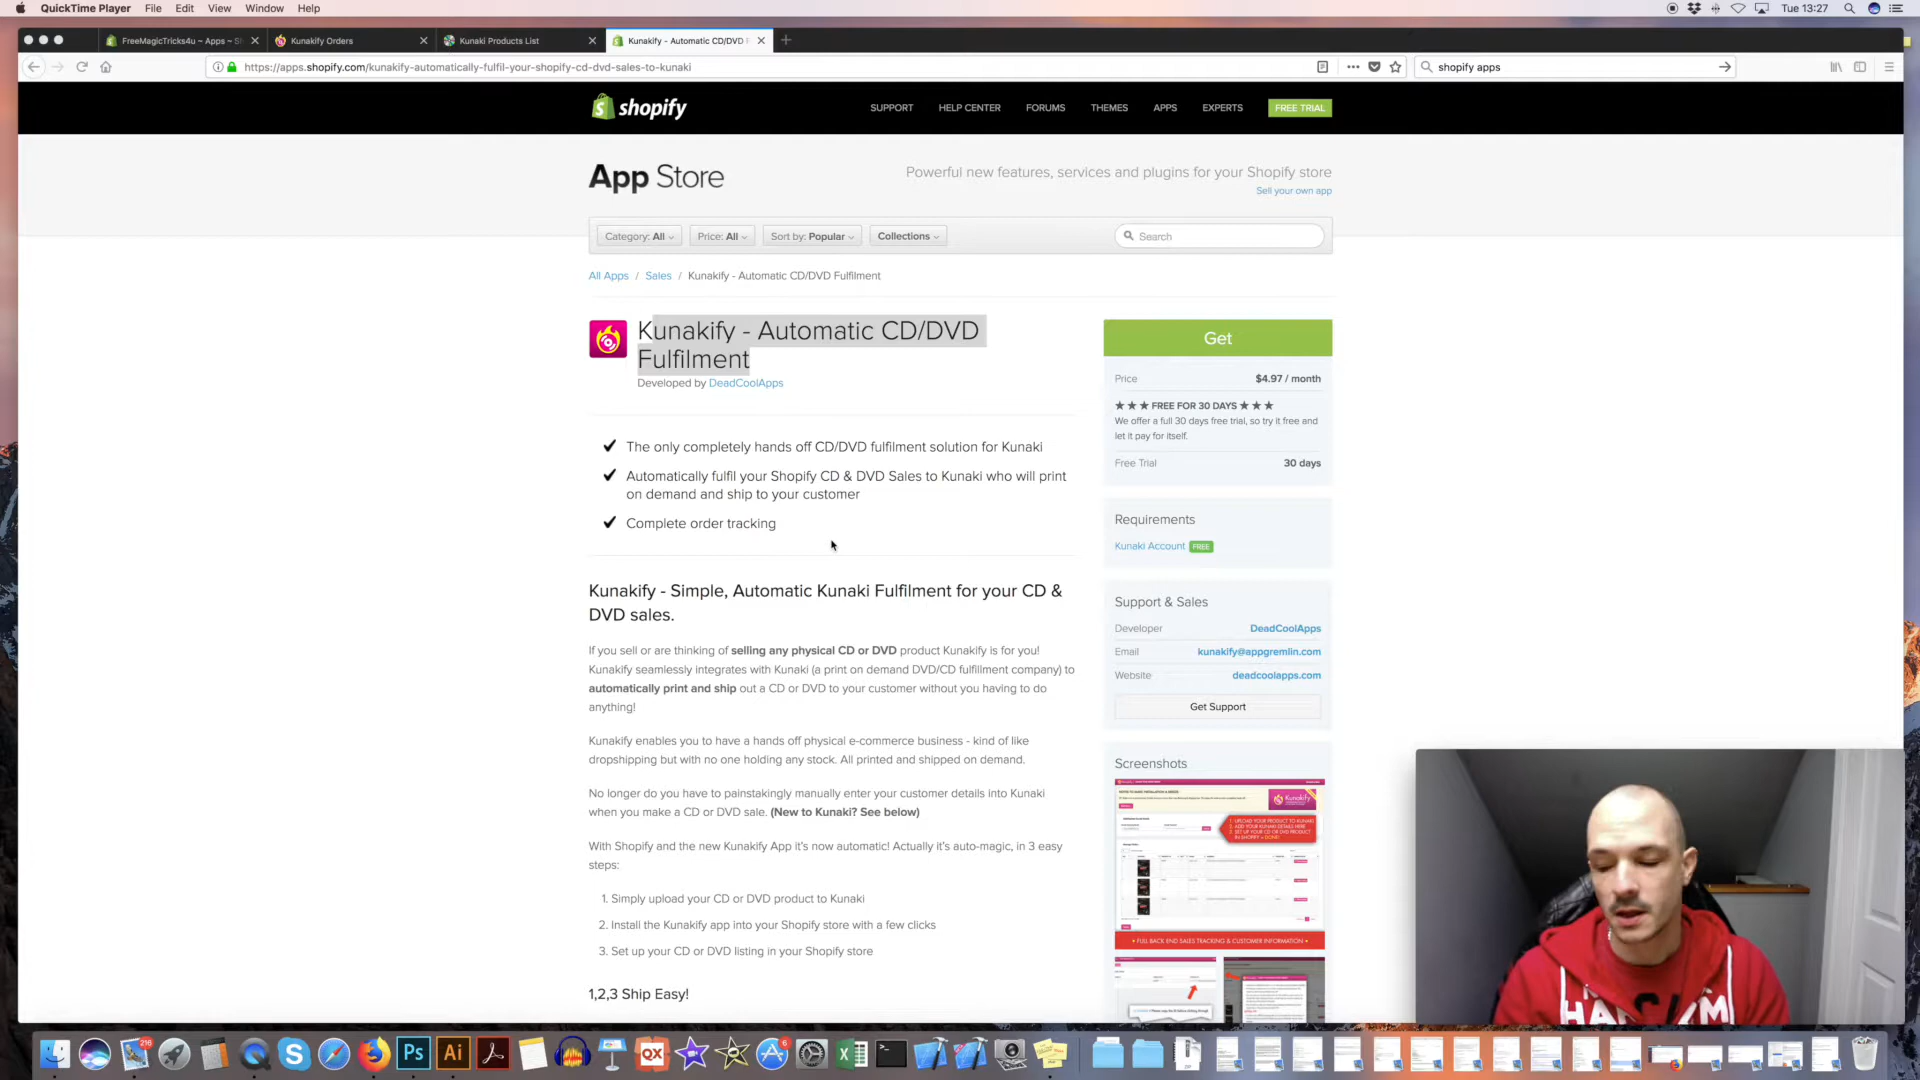 QuickTime Player File Edit View Window Help
Tue 13:27
FreeMagicTricks4u ~ Apps ~ S
Kunakify Orders
Kunaki Products List
Kunakify - Automatic CD/DVD F
https://apps.shopify.com/kunakify-automatically-fulfil-your-shopify-cd-dvd-sales-to-kunaki
shopify apps
shopify
SUPPORT HELP CENTER FORUMS THEMES APPS EXPERTS FREE TRIAL
App Store
Powerful new features, services and plugins for your Shopify store
Sell your own app
Category: All Price: All Sort by: Popular Collections
Search
All Apps / Sales / Kunakify - Automatic CD/DVD Fulfilment
Kunakify - Automatic CD/DVD
Fulfilment
Developed by DeadCoolApps
The only completely hands off CD/DVD fulfilment solution for Kunaki
Automatically fulfil your Shopify CD & DVD Sales to Kunaki who will print
on demand and ship to your customer
Complete order tracking
Kunakify - Simple, Automatic Kunaki Fulfilment for your CD &
DVD sales.
If you sell or are thinking of selling any physical CD or DVD product Kunakify is for you!
Kunakify seamlessly integrates with Kunaki (a print on demand DVD/CD fulfillment company) to
automatically print and ship out a CD or DVD to your customer without you having to do
anything!
Kunakify enables you to have a hands off physical e-commerce business - kind of like
dropshipping but with no one holding any stock. All printed and shipped on demand.
No longer do you have to painstakingly manually enter your customer details into Kunaki
when you make a CD or DVD sale. (New to Kunaki? See below)
With Shopify and the new Kunakify App it's now automatic! Actually it's auto-magic, in 3 easy
steps:
1. Simply upload your CD or DVD product to Kunaki
2. Install the Kunakify app into your Shopify store with a few clicks
3. Set up your CD or DVD listing in your Shopify store
1,2,3 Ship Easy!
Get
Price $4.97 / month
★ ★ ★ FREE FOR 30 DAYS ★ ★ ★
We offer a full 30 days free trial, so try it free and
let it pay for itself.
Free Trial 30 days
Requirements
Kunaki Account FREE
Support & Sales
Developer DeadCoolApps
Email kunakify@appgremlin.com
Website deadcoolapps.com
Get Support
Screenshots
Kunakify
• FULL BACK END SALES TRACKING & CUSTOMER INFORMATION •
216
Ps
Ai
QX
6